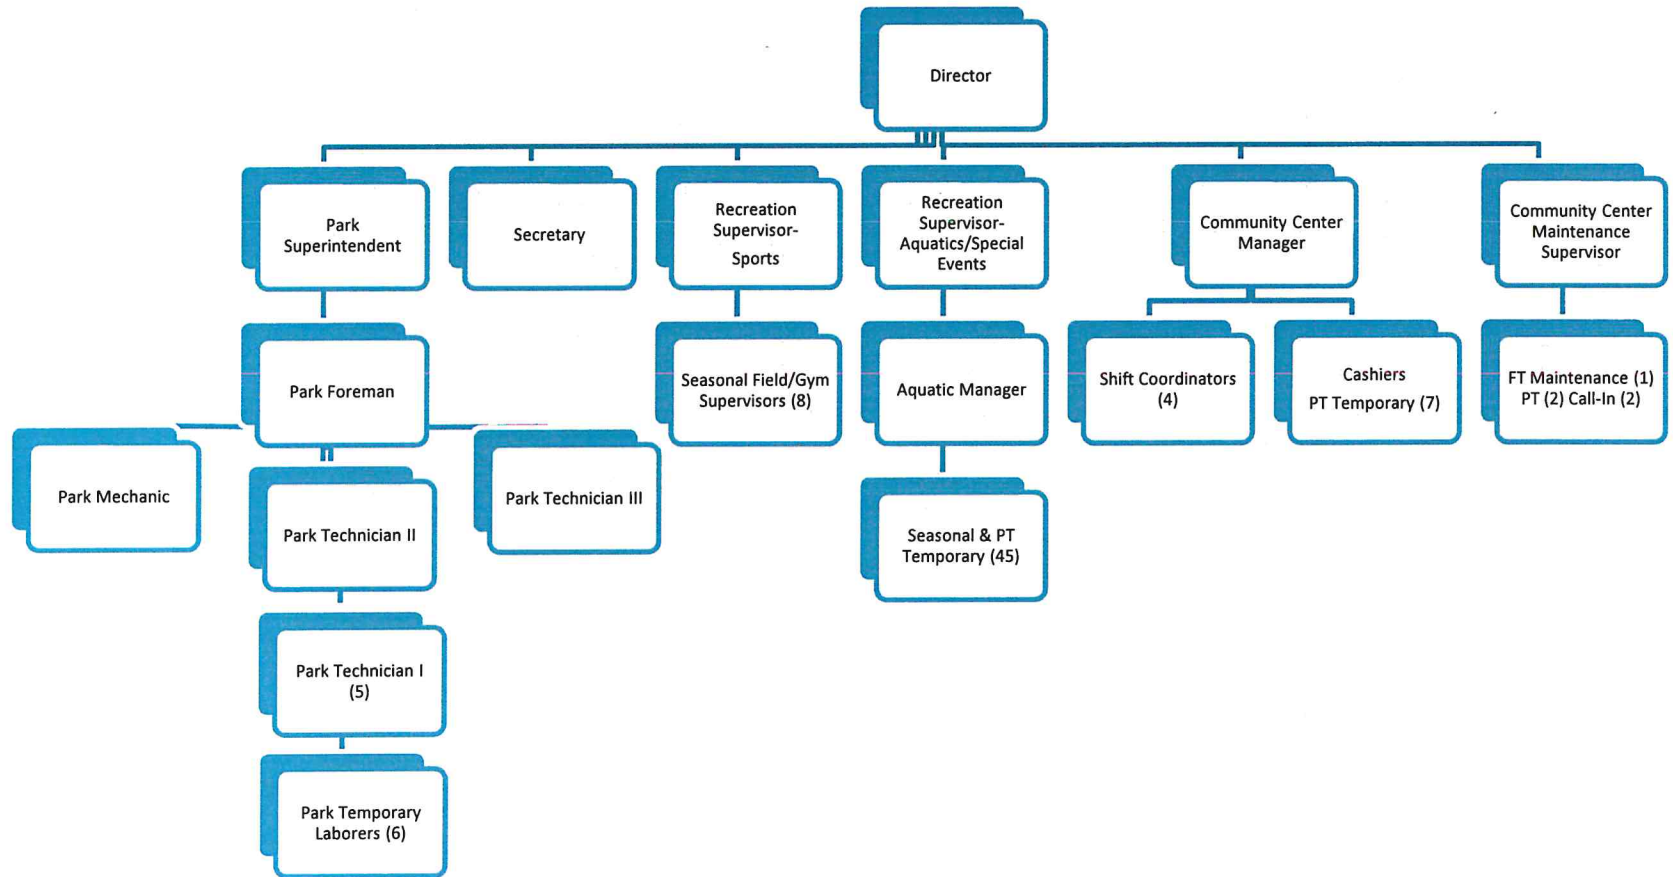 Director
Park
Superintendent
Secretary
Recreation
Supervisor-
Sports
Recreation
Supervisor-
Aquatics/Special
Events
Community Center
Manager
Community Center
Maintenance
Supervisor
Park Foreman
Seasonal Field/Gym
Supervisors (8)
Aquatic Manager
Shift Coordinators
(4)
Cashiers
PT Temporary (7)
FT Maintenance (1)
PT (2) Call-In (2)
Park Mechanic
Park Technician II
Park Technician III
Seasonal & PT
Temporary (45)
Park Technician I
(5)
Park Temporary
Laborers (6)